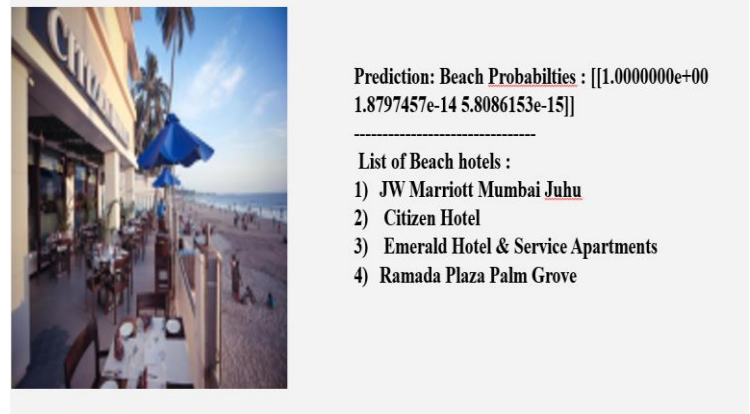 CITIZEN
Prediction: Beach Probabilties : [[1.0000000e+00
1.8797457e-14 5.8086153e-15]]
--------------------------------
List of Beach hotels :
1) JW Marriott Mumbai Juhu
2) Citizen Hotel
3) Emerald Hotel & Service Apartments
4) Ramada Plaza Palm Grove